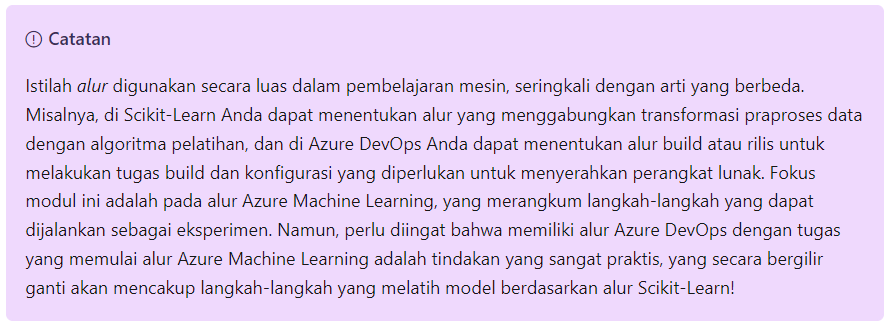 Catatan
Istilah alur digunakan secara luas dalam pembelajaran mesin, seringkali dengan arti yang berbeda.
Misalnya, di Scikit-Learn Anda dapat menentukan alur yang menggabungkan transformasi praproses data
dengan algoritma pelatihan, dan di Azure DevOps Anda dapat menentukan alur build atau rilis untuk
melakukan tugas build dan konfigurasi yang diperlukan untuk menyerahkan perangkat lunak. Fokus
modul ini adalah pada alur Azure Machine Learning, yang merangkum langkah-langkah yang dapat
dijalankan sebagai eksperimen. Namun, perlu diingat bahwa memiliki alur Azure DevOps dengan tugas
yang memulai alur Azure Machine Learning adalah tindakan yang sangat praktis, yang secara bergilir
ganti akan mencakup langkah-langkah yang melatih model berdasarkan alur Scikit-Learn!